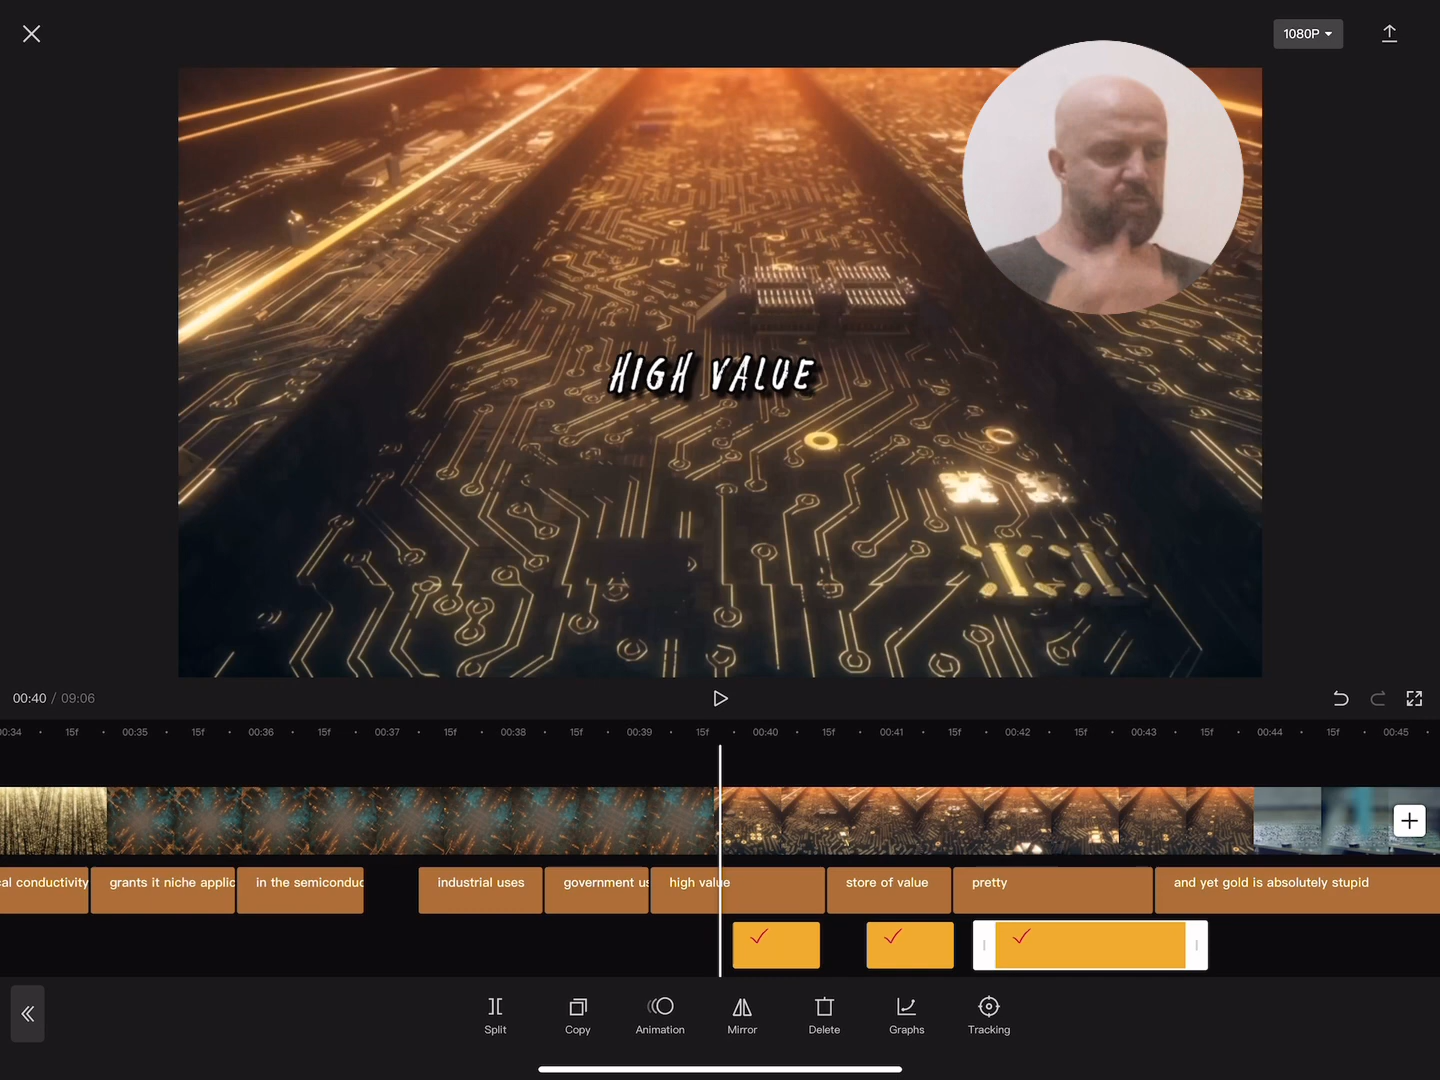 1080P
HIGH VALUE
00:40 / 09:06
0:34 15f 00:35 15f 00:36 15f 00:37 15f 00:38 15f 00:39 15f 00:40 15f 00:41 15f 00:42 15f 00:43 15f 00:44 15f 00:45
al conductivity grants it niche applic in the semiconduc industrial uses government us high value store of value pretty and yet gold is absolutely stupid
Split Copy Animation Mirror Delete Graphs Tracking